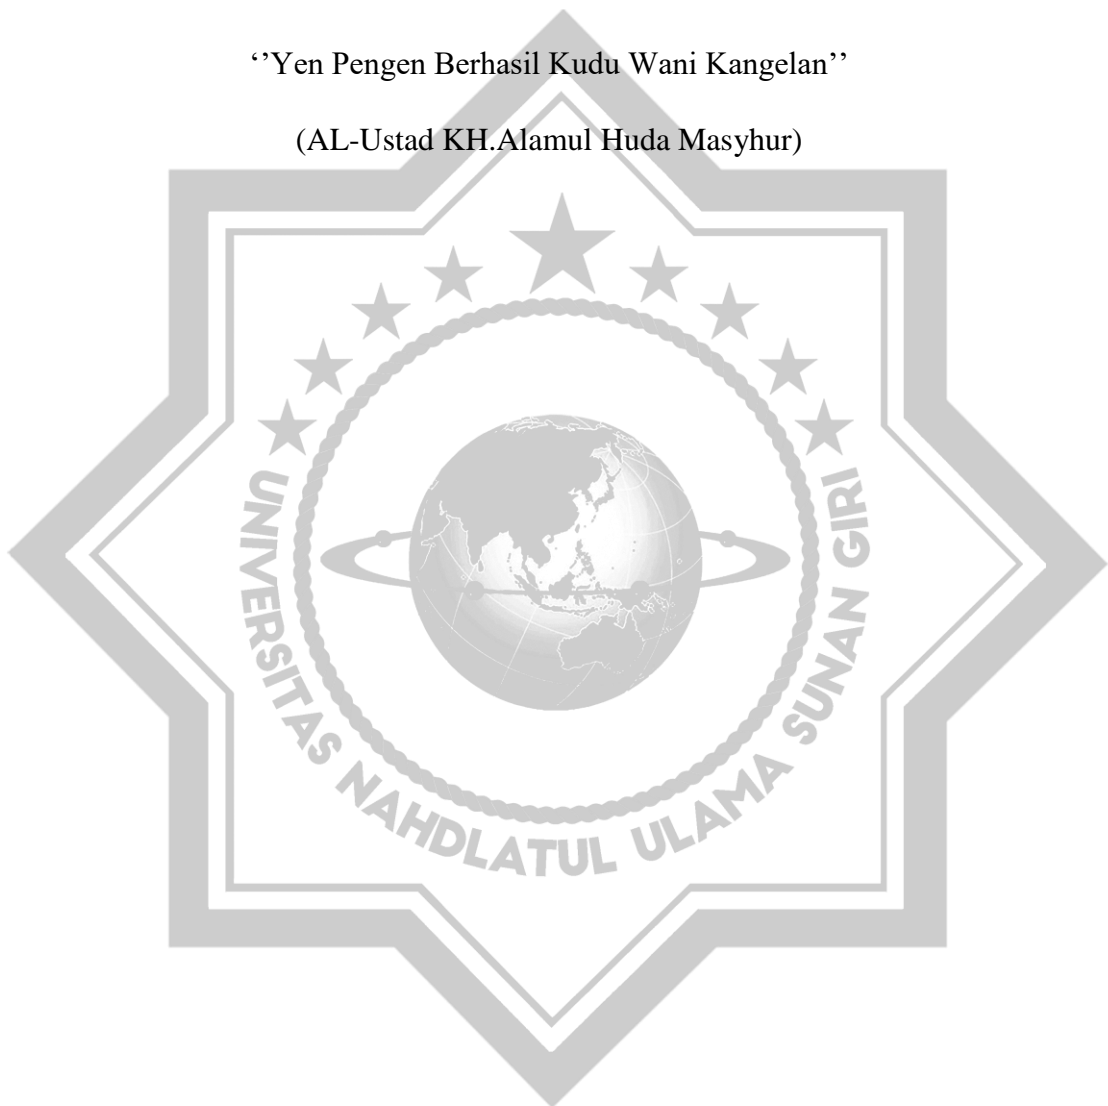 ‘’Yen Pengen Berhasil Kudu Wani Kangelan’’
(AL-Ustad KH.Alamul Huda Masyhur)
UNIVERSITAS NAHDLATUL ULAMA SUNAN GIRI